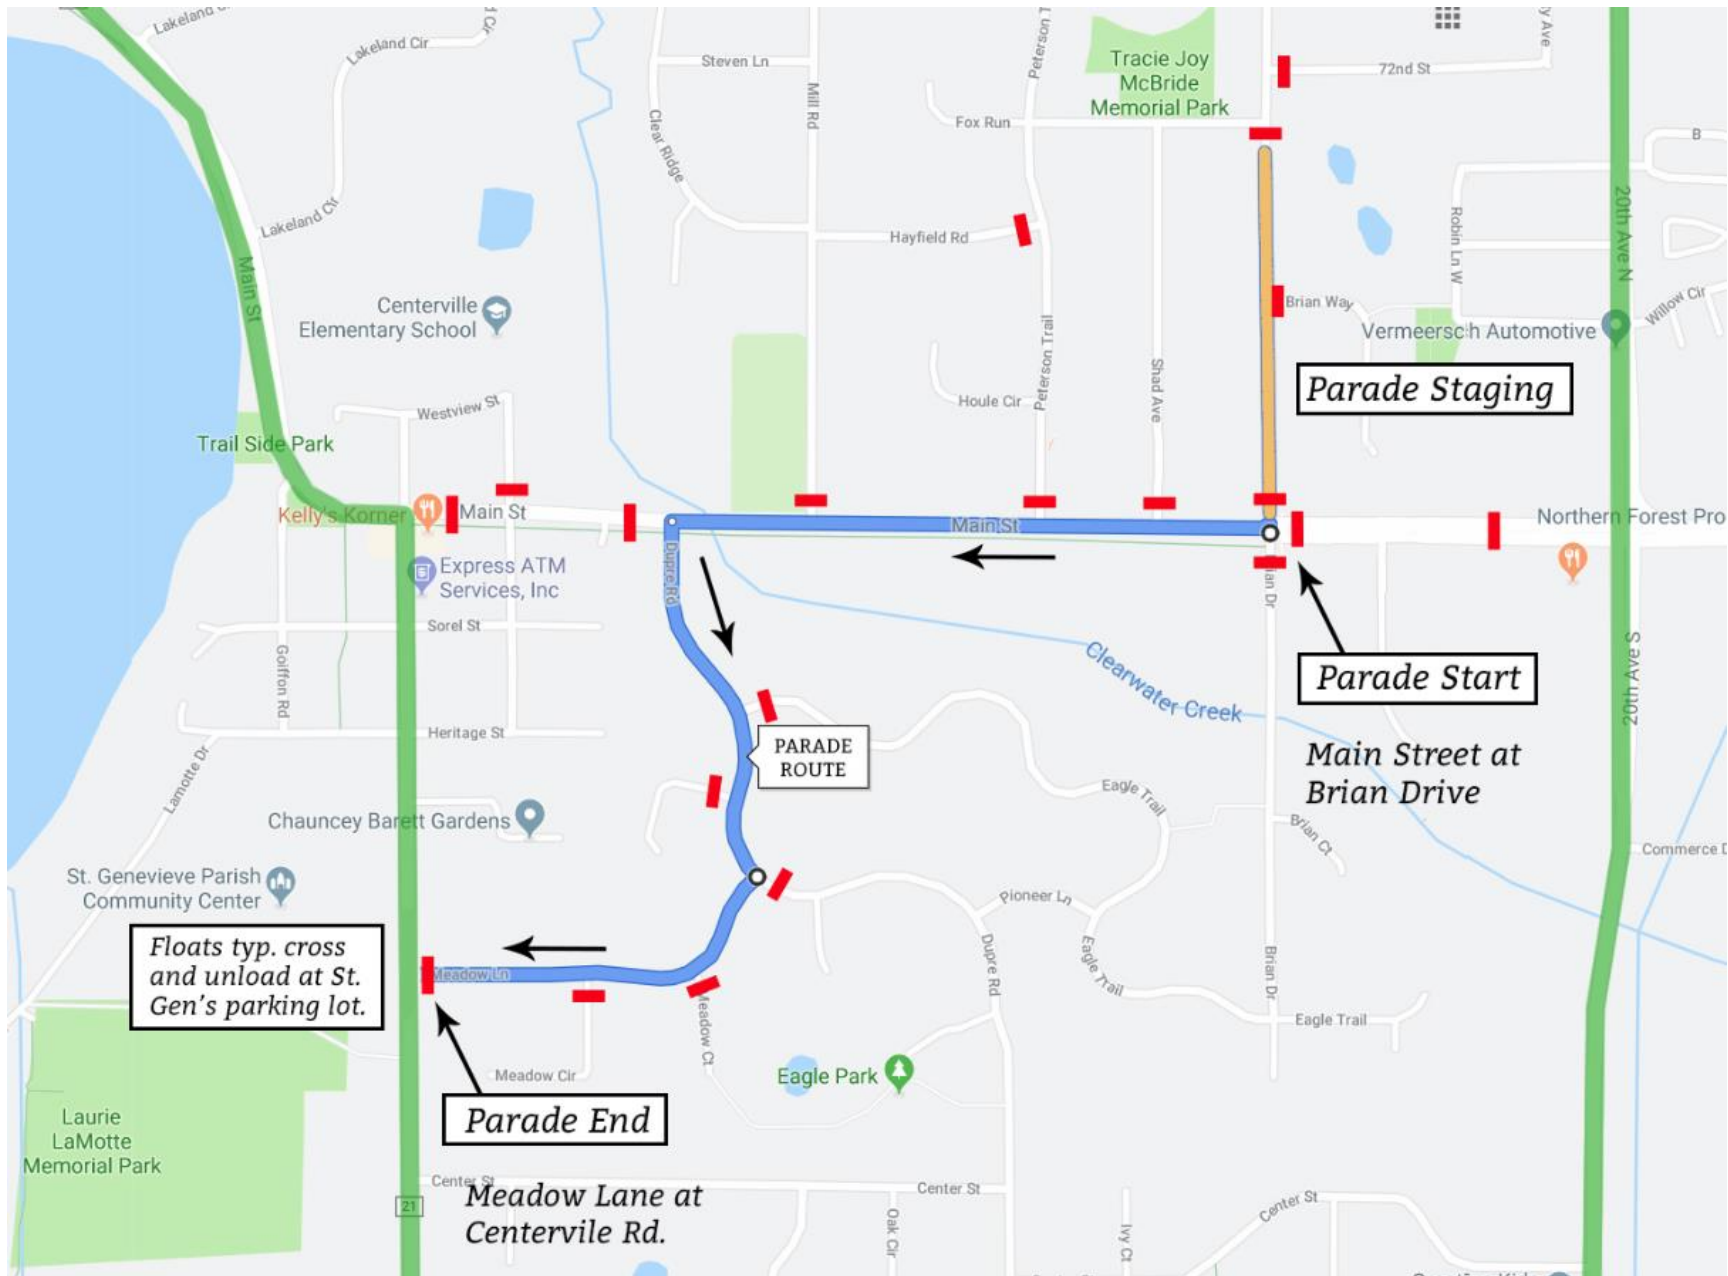 Lakeland Cir
Lakeland Cir
Lakeland Cir
Main St
Steven Ln
Mill Rd
Clear Ridge
Peterson T
Fox Run
Tracie Joy
McBride
Memorial Park
72nd St
y Ave
B
20th Ave N
Robin Ln W
Willow Cir
Hayfield Rd
Brian Way
Vermeersch Automotive
Centerville
Elementary School
Peterson Trail
Shad Ave
Houle Cir
Parade Staging
Westview St
Trail Side Park
Kelly's Korner
Main St
Main St
Northern Forest Pro
Express ATM
Services, Inc
Dupre Rd
ian Dr
Sorel St
Goiffon Rd
Clearwater Creek
Parade Start
20th Ave S
Heritage St
PARADE
ROUTE
Main Street at
Brian Drive
Lamotte Dr
Eagle Trail
Chauncey Barett Gardens
Brian Ct
Commerce D
St. Genevieve Parish
Community Center
Pioneer Ln
Floats typ. cross
and unload at St.
Gen's parking lot.
Meadow Ln
Dupre Rd
Eagle Trail
Brian Dr
Meadow Ct
Eagle Trail
Meadow Cir
Eagle Park
Parade End
Laurie
LaMotte
Memorial Park
Center St
Center St
Meadow Lane at
Centervile Rd.
21
Oak Cir
Ivy Ct
Center St